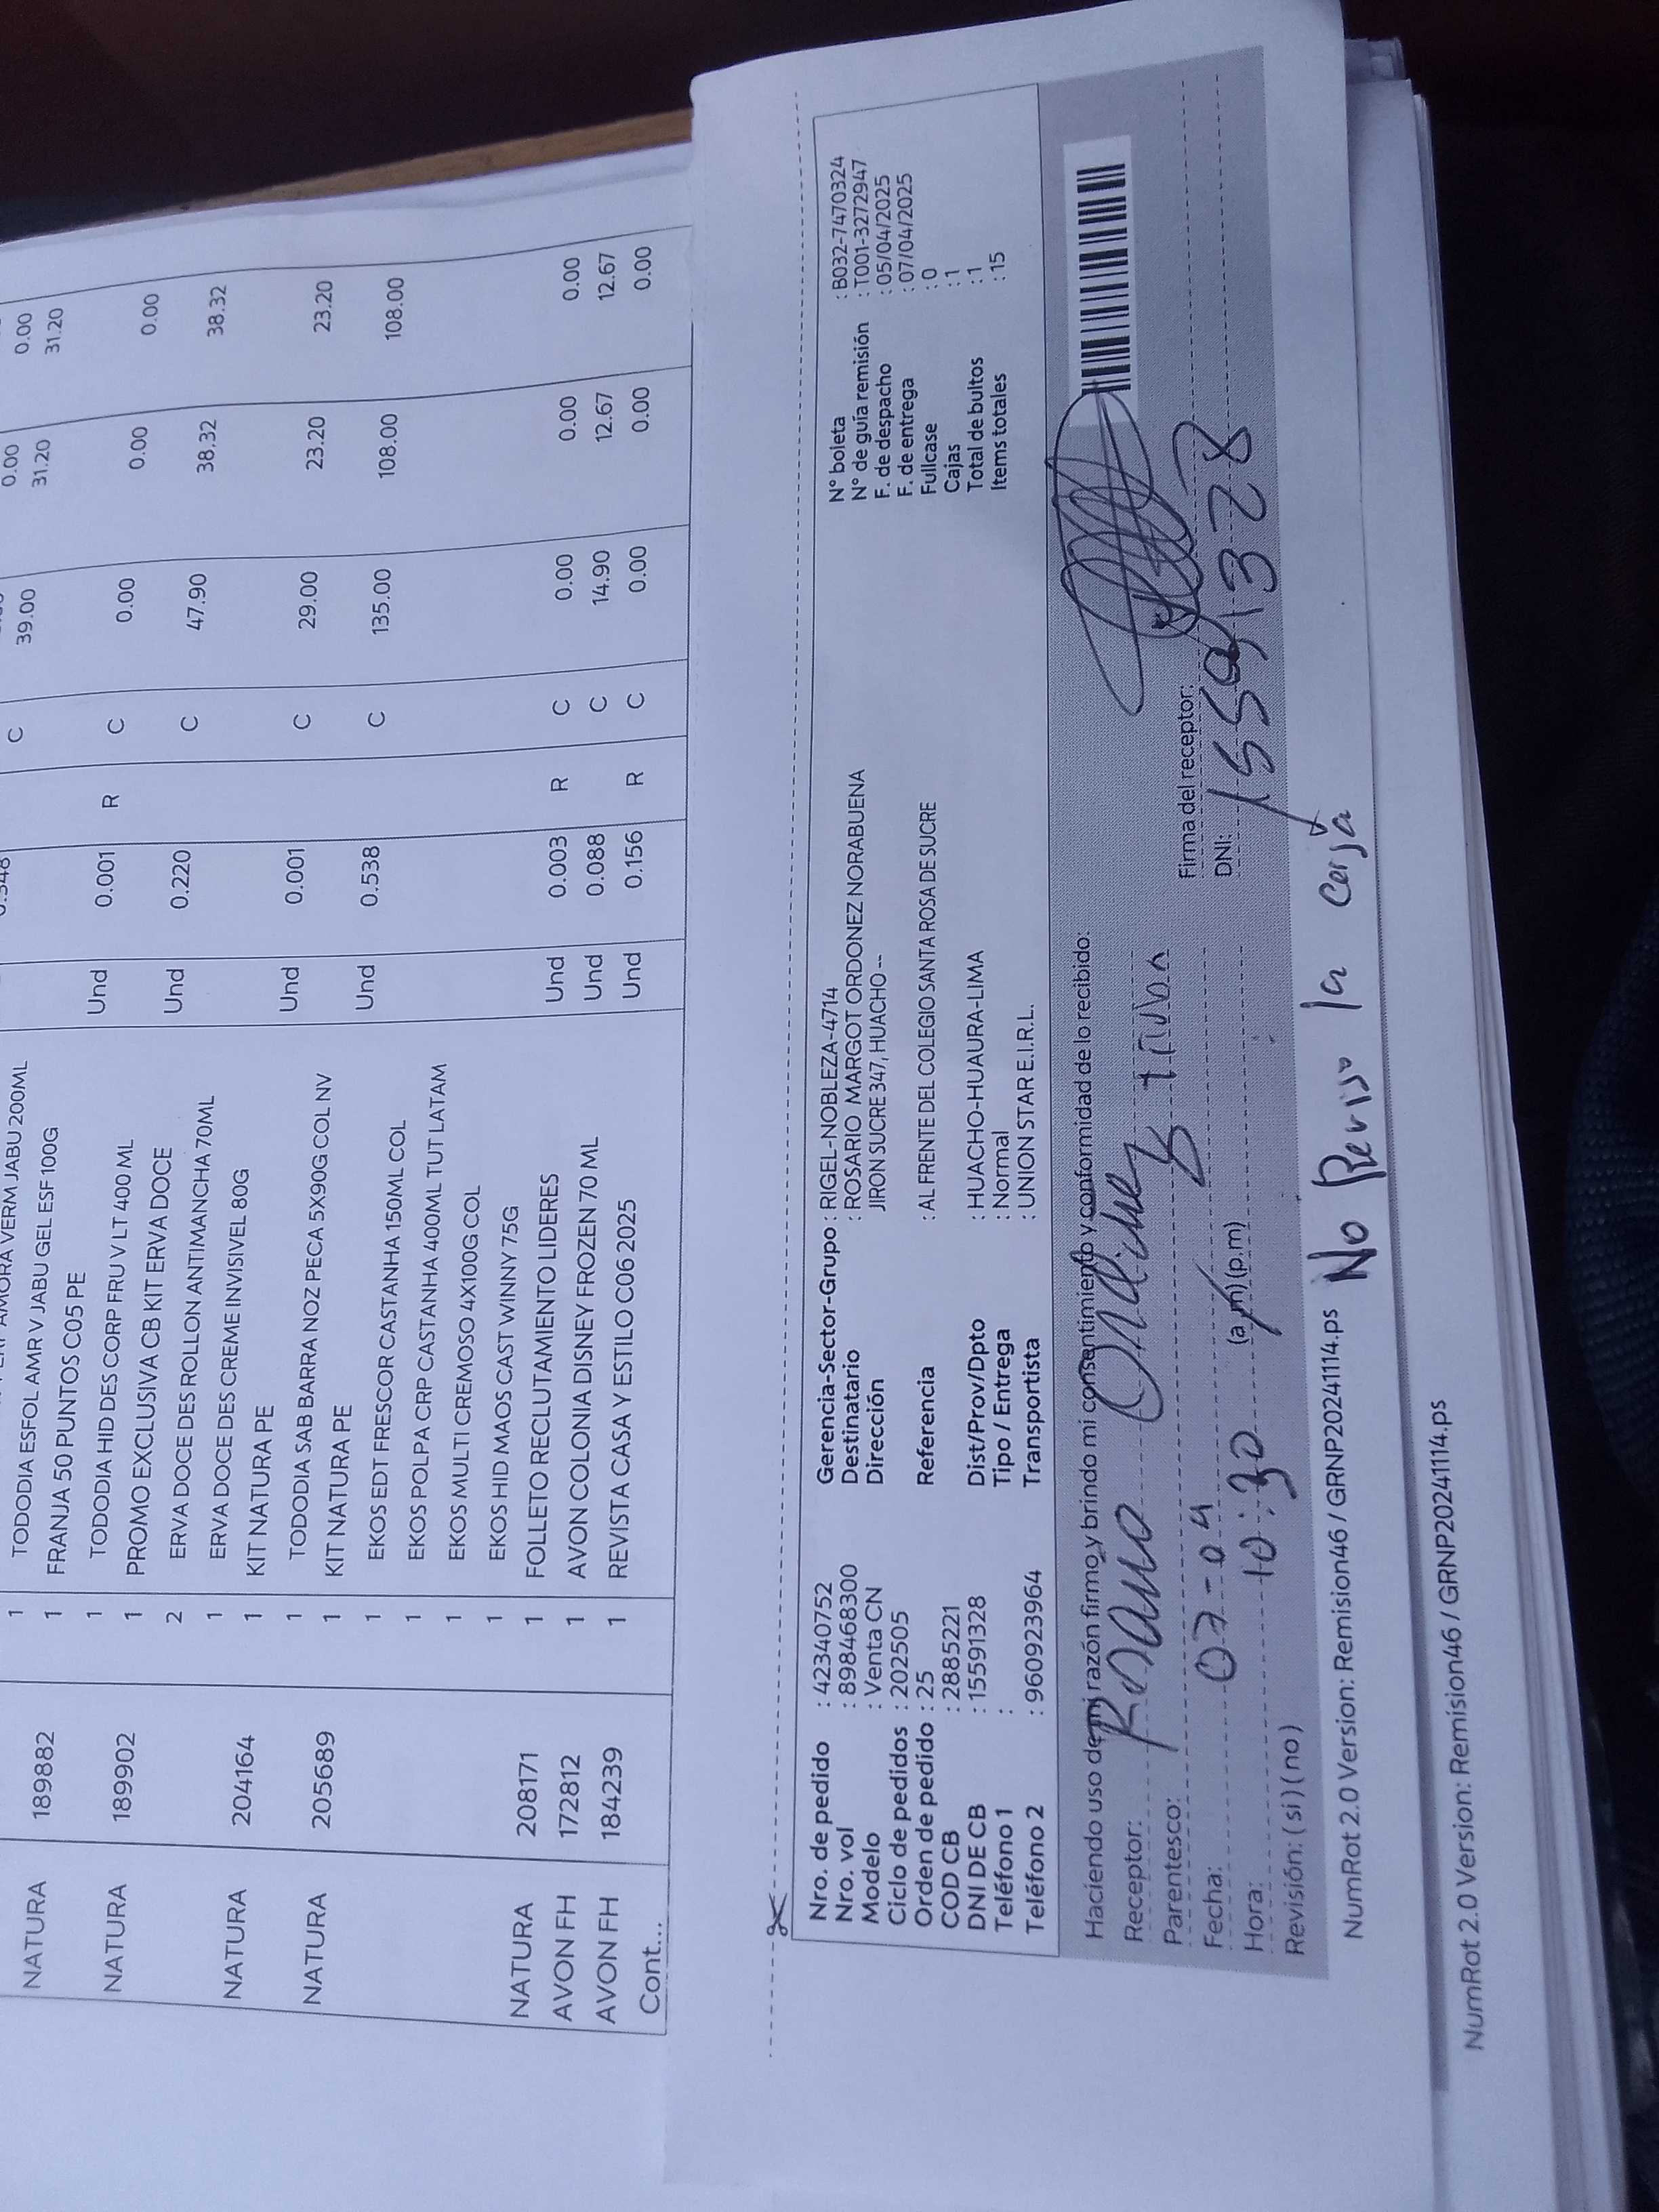 0.348
TODODIA ESFOL AMR V JABU GEL ESF 100G C 39.00 0.00 0.00
NATURA 189882 1 FRANJA 50 PUNTOS C05 PE 31.20 31.20
1 TODODIA HID DES CORP FRU V LT 400 ML
NATURA 189902 1 PROMO EXCLUSIVA CB KIT ERVA DOCE Und 0.001 R C 0.00 0.00 0.00
2 ERVA DOCE DES ROLLON ANTIMANCHA 70ML
1 ERVA DOCE DES CREME INVISIVEL 80G Und 0.220 C 47.90 38.32 38.32
NATURA 204164 1 KIT NATURA PE
1 TODODIA SAB BARRA NOZ PECA 5X90G COL NV
NATURA 205689 1 KIT NATURA PE Und 0.001 C 29.00 23.20 23.20
1 EKOS EDT FRESCOR CASTANHA 150ML COL
1 EKOS POLPA CRP CASTANHA 400ML TUT LATAM Und 0.538 C 135.00 108.00 108.00
1 EKOS MULTI CREMOSO 4X100G COL
1 EKOS HID MAOS CAST WINNY 75G
NATURA 208171 1 FOLLETO RECLUTAMIENTO LIDERES Und 0.003 R C 0.00 0.00 0.00
AVON FH 172812 1 AVON COLONIA DISNEY FROZEN 70 ML Und 0.088 C 14.90 12.67 12.67
AVON FH 184239 1 REVISTA CASA Y ESTILO C06 2025 Und 0.156 R C 0.00 0.00 0.00
Cont...
Nro. de pedido : 42340752 Gerencia-Sector-Grupo : RIGEL-NOBLEZA-4714 N° boleta : B032-7470324
Nro. vol : 898468300 Destinatario : ROSARIO MARGOT ORDONEZ NORABUENA N° de guía remisión : T001-3272947
Modelo : Venta CN Dirección JIRON SUCRE 347, HUACHO -- F. de despacho : 05/04/2025
Ciclo de pedidos : 202505 F. de entrega : 07/04/2025
Orden de pedido : 25 Referencia : AL FRENTE DEL COLEGIO SANTA ROSA DE SUCRE Fullcase : 0
COD CB : 2885221 Cajas : 1
DNI DE CB : 15591328 Dist/Prov/Dpto : HUACHO-HUAURA-LIMA Total de bultos : 1
Teléfono 1 : Tipo / Entrega : Normal Items totales : 15
Teléfono 2 : 960923964 Transportista : UNION STAR E.I.R.L.
Haciendo uso de mi razón firmo y brindo mi consentimiento y conformidad de lo recibido:
Receptor:
Parentesco: Firma del receptor:
Fecha: 07-04 DNI: 15591328
Hora: 10:30 (a.m) (p.m)
Revisión: ( si ) ( no )
NumRot 2.0 Version: Remision46 / GRNP20241114.ps No Reviso la caja
NumRot 2.0 Version: Remision46 / GRNP20241114.ps